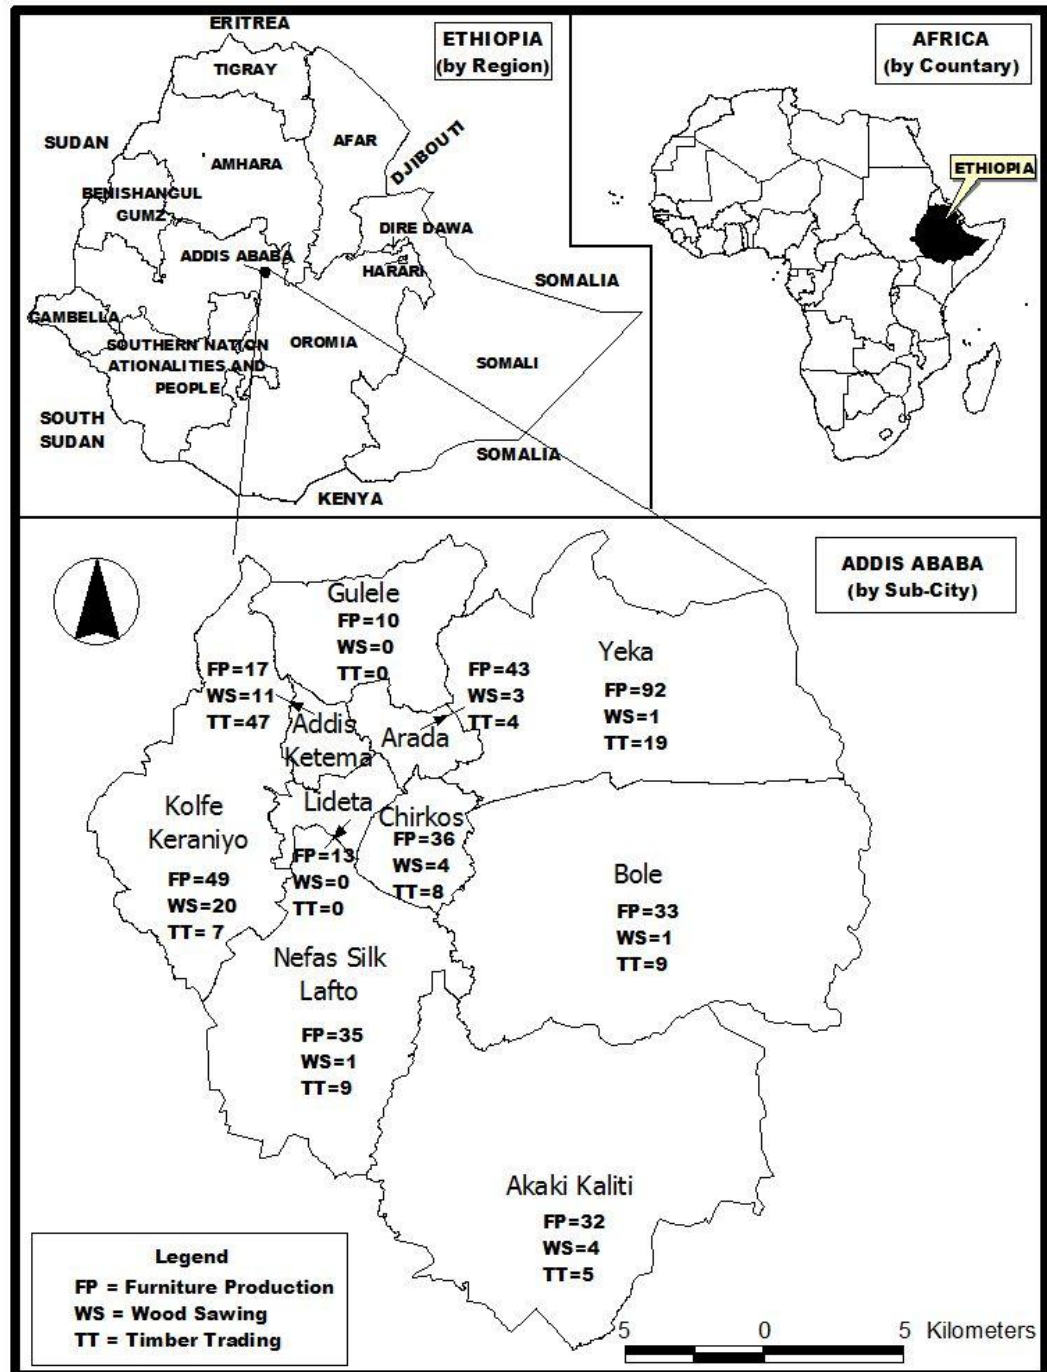 ERITREA
ETHIOPIA
(by Region)
TIGRAY
SUDAN
AFAR
DJIBOUTI
AMHARA
BENISHANGUL
GUMZ
DIRE DAWA
ADDIS ABABA
HARARI
SOMALIA
GAMBELLA
SOUTHERN NATION
ATIONALITIES AND
PEOPLE
OROMIA
SOMALI
SOUTH
SUDAN
SOMALIA
KENYA
AFRICA
(by Countary)
ETHIOPIA
ADDIS ABABA
(by Sub-City)
Gulele
FP=10
WS=0
TT=0
FP=17
WS=11
TT=47
Addis
Ketema
FP=43
WS=3
TT=4
Arada
Yeka
FP=92
WS=1
TT=19
Kolfe
Keraniyo
FP=49
WS=20
TT= 7
Lideta
FP=13
WS=0
TT=0
Chirkos
FP=36
WS=4
TT=8
Bole
FP=33
WS=1
TT=9
Nefas Silk
Lafto
FP=35
WS=1
TT=9
Akaki Kaliti
FP=32
WS=4
TT=5
Legend
FP = Furniture Production
WS = Wood Sawing
TT = Timber Trading
5 0 5 Kilometers